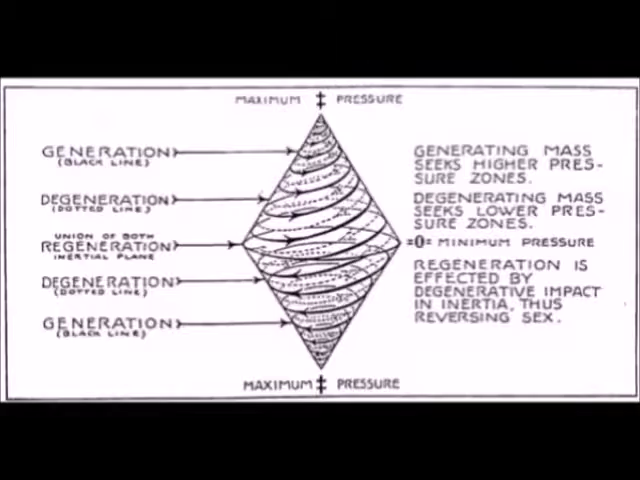 MAXIMUM ‡ PRESSURE
GENERATION
(BLACK LINE)
DEGENERATION
(DOTTED LINE)
UNION OF BOTH
REGENERATION
INERTIAL PLANE
DEGENERATION
(DOTTED LINE)
GENERATION
(BLACK LINE)
GENERATING MASS
SEEKS HIGHER PRES-
SURE ZONES.
DEGENERATING MASS
SEEKS LOWER PRES-
SURE ZONES.
=0= MINIMUM PRESSURE
REGENERATION IS
EFFECTED BY
DEGENERATIVE IMPACT
IN INERTIA, THUS
REVERSING SEX.
MAXIMUM ‡ PRESSURE